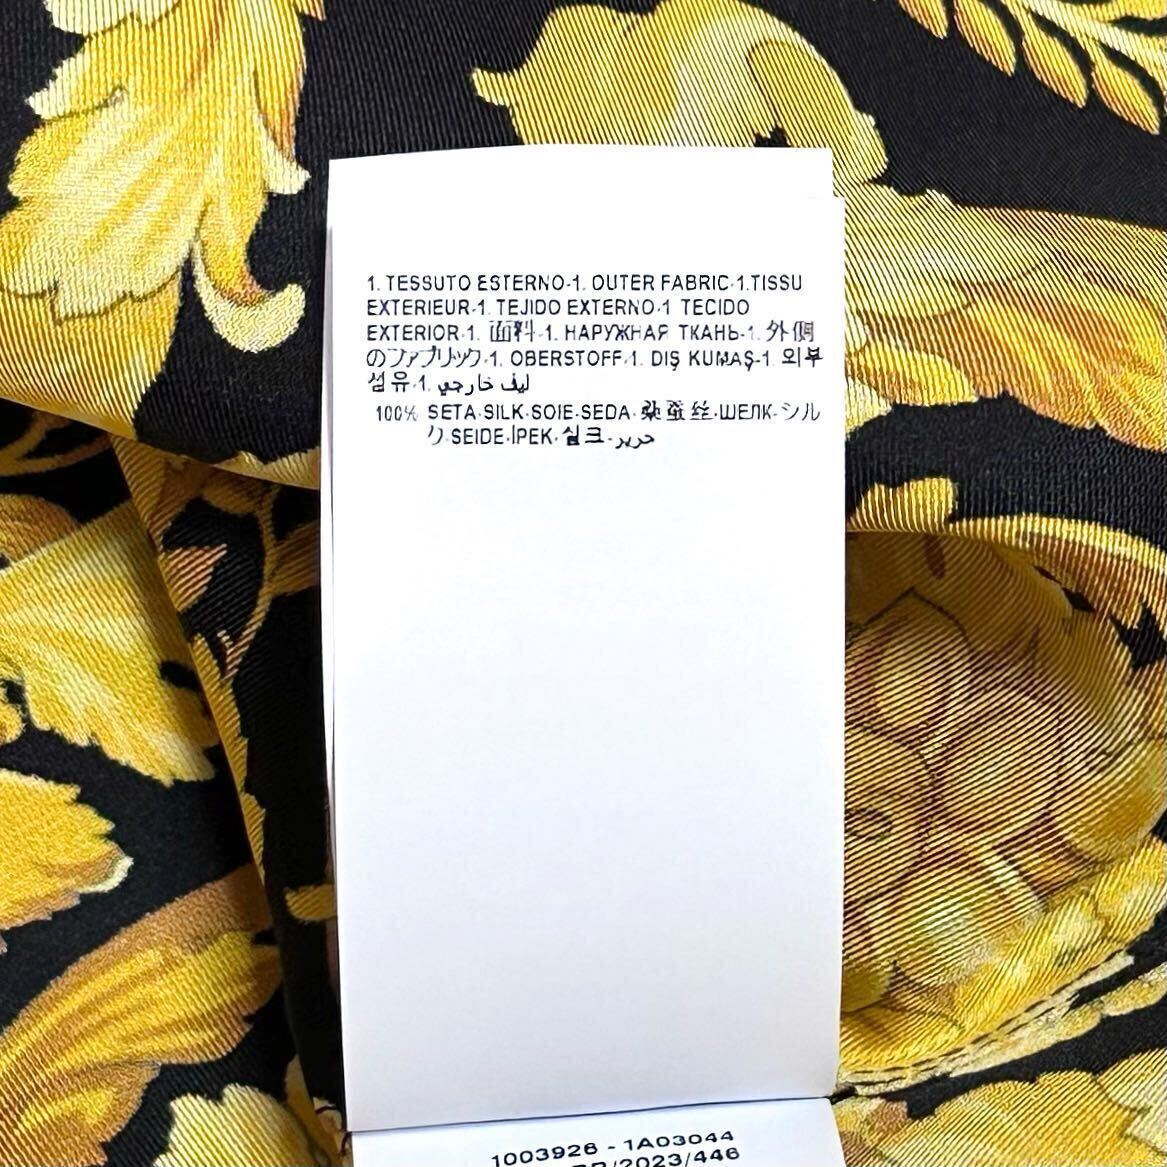 1. TESSUTO ESTERNO-1. OUTER FABRIC-1.TISSU
EXTERIEUR-1. TEJIDO EXTERNO-1 TECIDO
EXTERIOR-1. 面料-1. НАРУЖНАЯ ТКАНЬ-1. 外側
のファブリック-1. OBERSTOFF-1. DIŞ KUMAŞ-1. 외부
섬유-1. ليف خارجي
100% SETA-SILK-SOIE-SEDA-桑蚕丝-ШЕЛК-シル
ク-SEIDE-İPEK-실크-حرير
1003926 - 1A03044
/2023/446